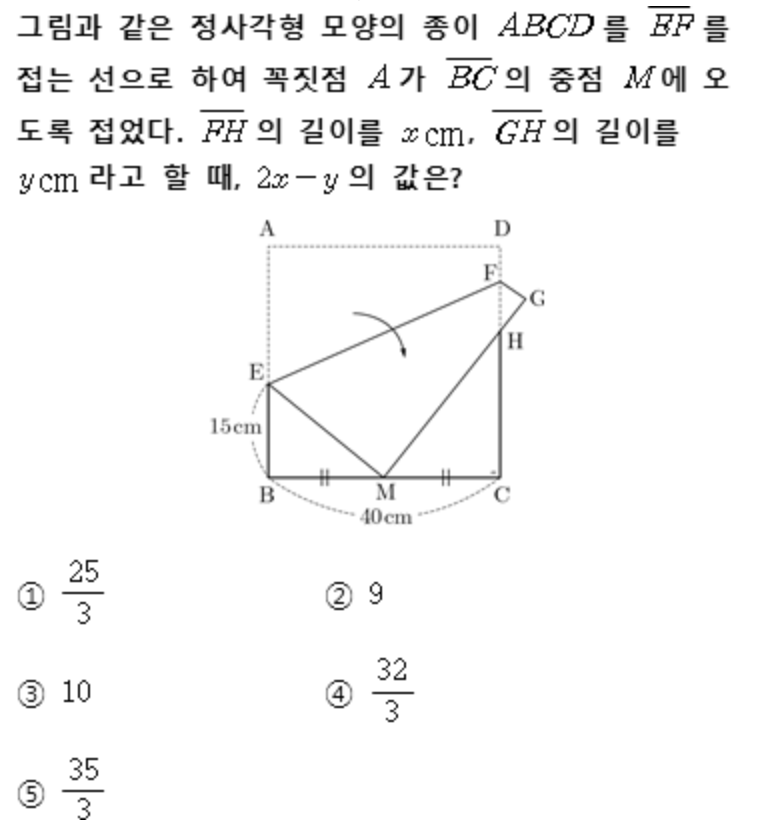 그림과 같은 정사각형 모양의 종이 ABCD를 EF를
접는 선으로 하여 꼭짓점 A가 BC의 중점 M에 오
도록 접었다. FH의 길이를 x cm, GH의 길이를
y cm라고 할 때, 2x-y의 값은?
A D
F
G
H
E
15cm
B M C
40cm
① 25/3 ② 9
③ 10 ④ 32/3
⑤ 35/3